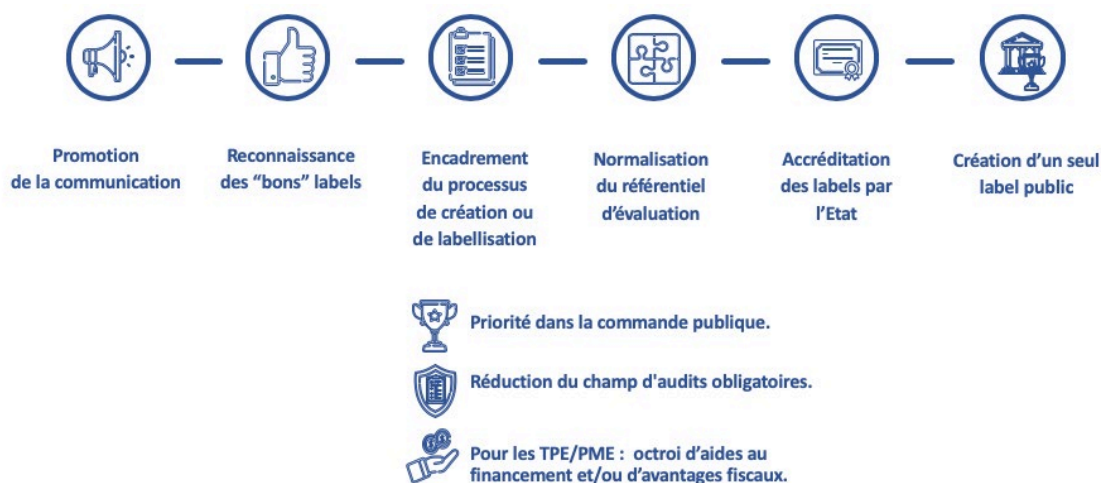 Promotion
de la communication
Reconnaissance
des “bons” labels
Encadrement
du processus
de création ou
de labellisation
Normalisation
du référentiel
d’évaluation
Accréditation
des labels par
l’Etat
Création d’un seul
label public
Priorité dans la commande publique.
Réduction du champ d'audits obligatoires.
Pour les TPE/PME : octroi d’aides au
financement et/ou d’avantages fiscaux.